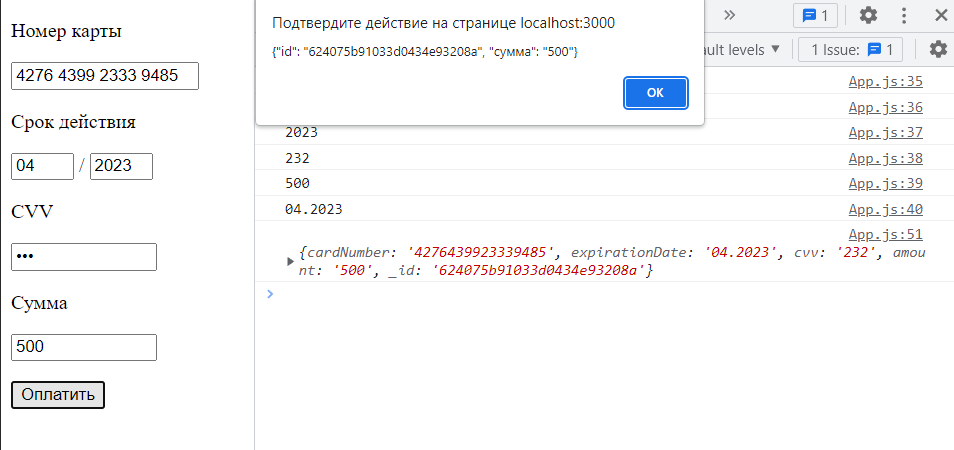 Номер карты
4276 4399 2333 9485
Срок действия
04 / 2023
CVV
•••
Сумма
500
Оплатить
Подтвердите действие на странице localhost:3000
{"id": "624075b91033d0434e93208a", "сумма": "500"}
ОК
» 1
ault levels ▼ 1 Issue: 1
App.js:35
App.js:36
2023 App.js:37
232 App.js:38
500 App.js:39
04.2023 App.js:40
App.js:51
{cardNumber: '4276439923339485', expirationDate: '04.2023', cvv: '232', amou
nt: '500', _id: '624075b91033d0434e93208a'}